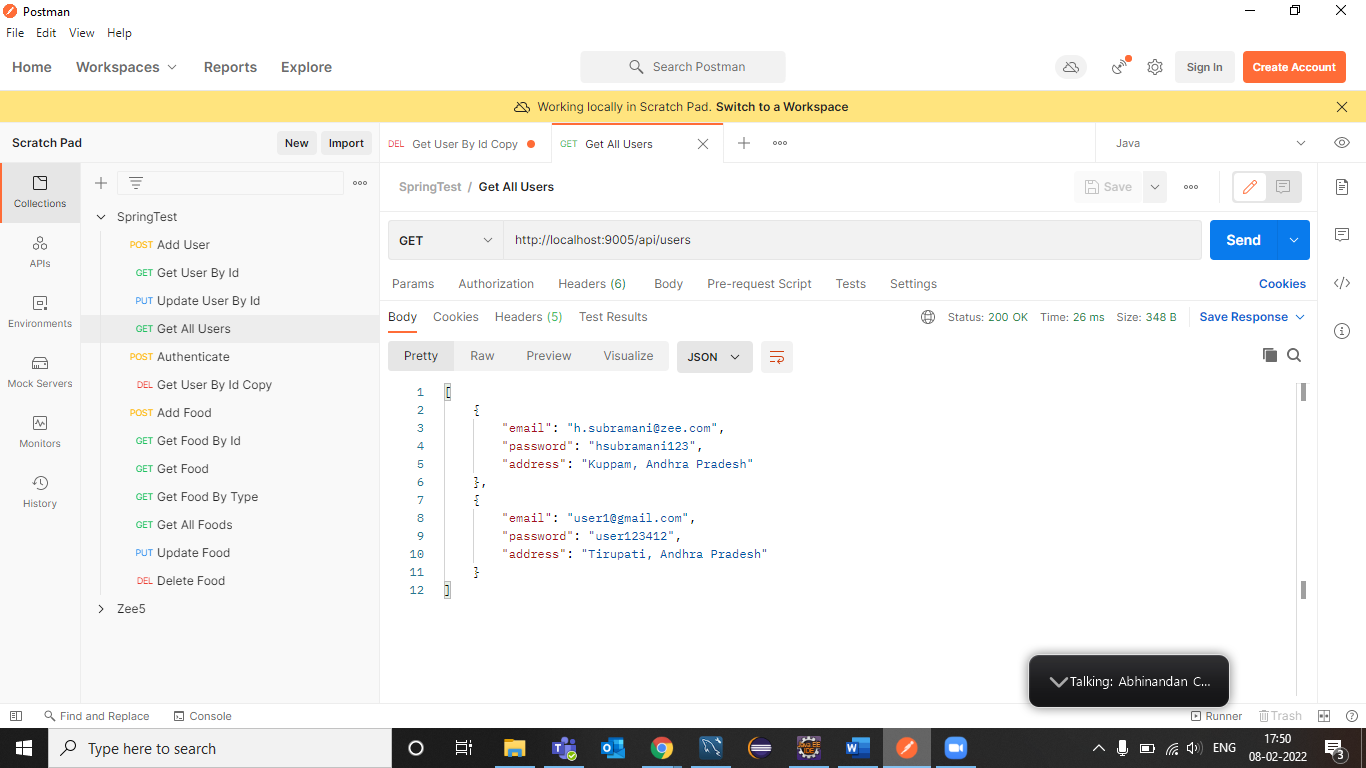 Postman
File Edit View Help
Home Workspaces Reports Explore Search Postman Sign In Create Account
Working locally in Scratch Pad. Switch to a Workspace
Scratch Pad New Import
DEL Get User By Id Copy GET Get All Users Java
SpringTest / Get All Users Save
GET http://localhost:9005/api/users Send
Params Authorization Headers (6) Body Pre-request Script Tests Settings Cookies
Body Cookies Headers (5) Test Results Status: 200 OK Time: 26 ms Size: 348 B Save Response
Pretty Raw Preview Visualize JSON
Collections
APIs
Environments
Mock Servers
Monitors
History
SpringTest
POST Add User
GET Get User By Id
PUT Update User By Id
GET Get All Users
POST Authenticate
DEL Get User By Id Copy
POST Add Food
GET Get Food By Id
GET Get Food
GET Get Food By Type
GET Get All Foods
PUT Update Food
DEL Delete Food
Zee5
1 [
2 {
3 "email": "h.subramani@zee.com",
4 "password": "hsubramani123",
5 "address": "Kuppam, Andhra Pradesh"
6 },
7 {
8 "email": "user1@gmail.com",
9 "password": "user123412",
10 "address": "Tirupati, Andhra Pradesh"
11 }
12 ]
Talking: Abhinandan C...
Find and Replace Console Runner Trash
Type here to search
ENG
17:50
08-02-2022
3
Java EE
IDE